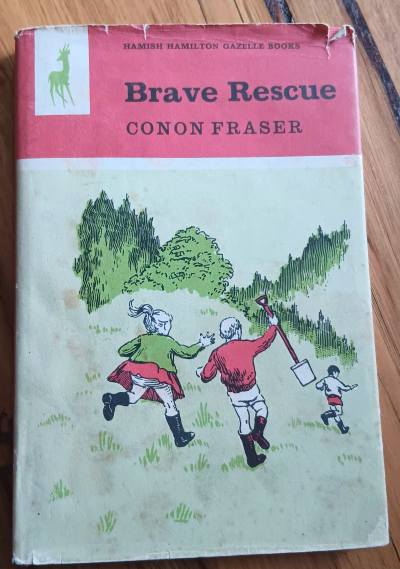 HAMISH HAMILTON GAZELLE BOOKS
Brave Rescue
CONON FRASER